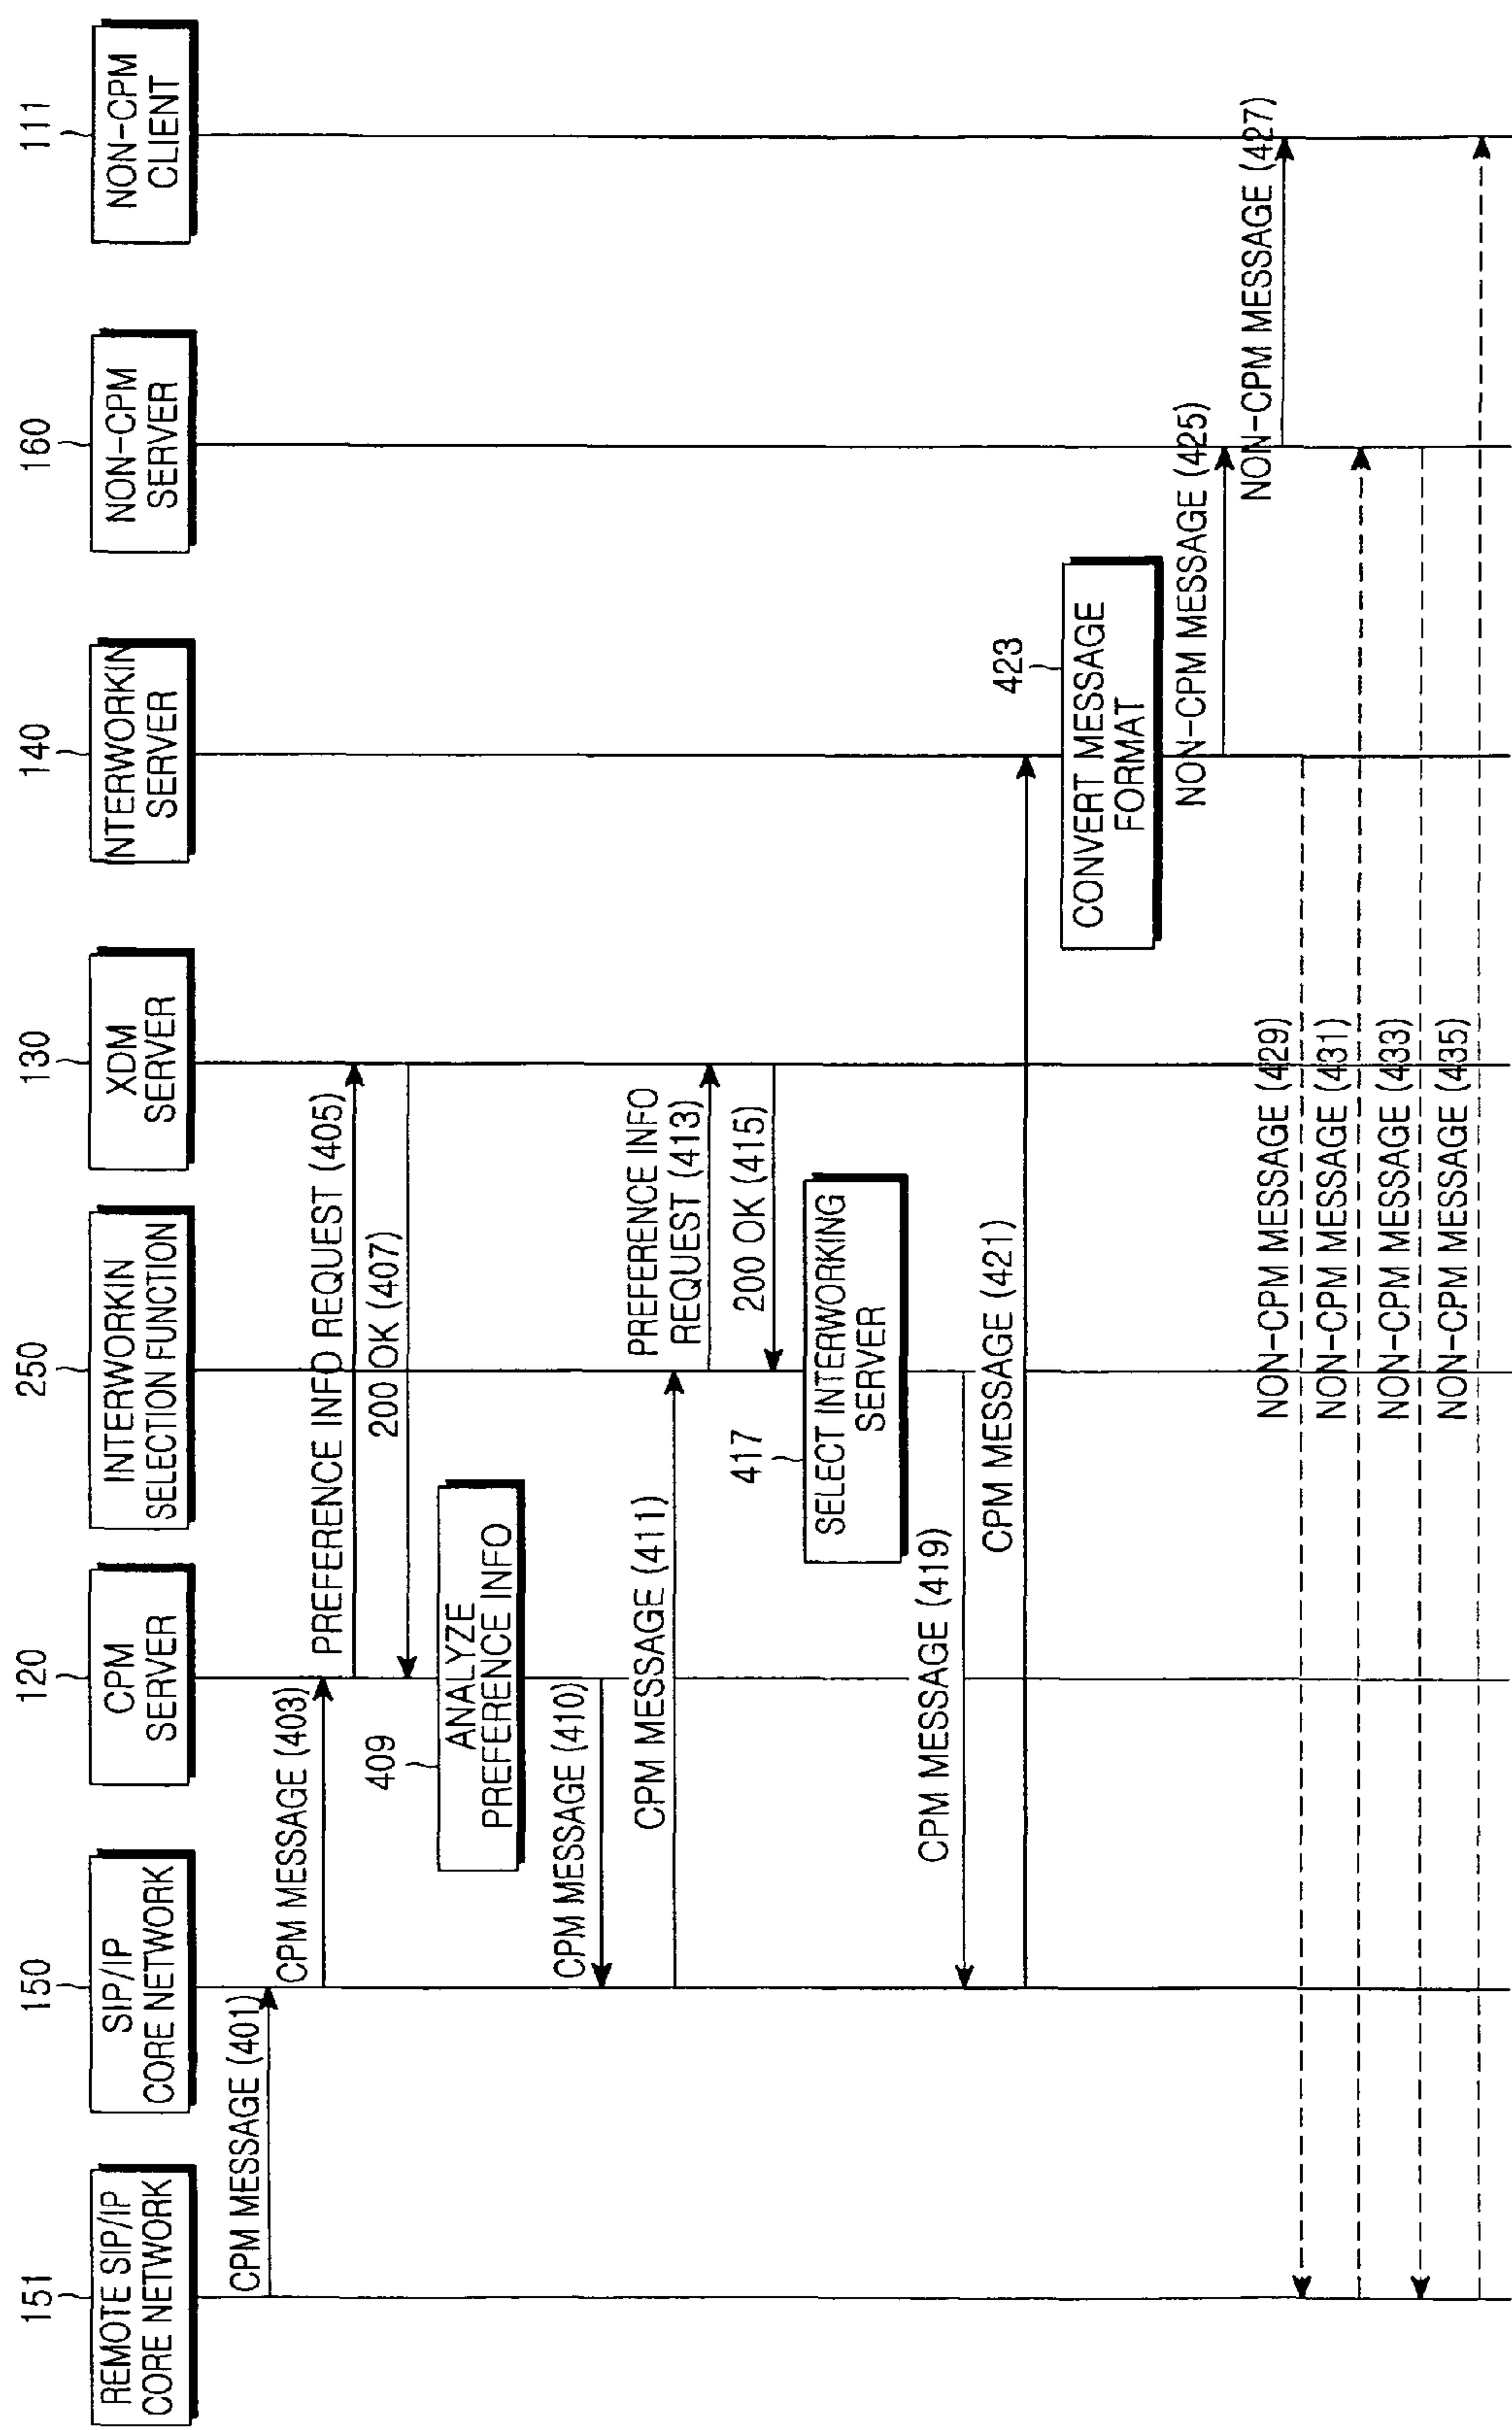 151
REMOTE SIP/IP
CORE NETWORK
150
SIP/IP
CORE NETWORK
120
CPM
SERVER
250
INTERWORKIN
SELECTION FUNCTION
130
XDM
SERVER
140
INTERWORKIN
SERVER
160
NON-CPM
SERVER
111
NON-CPM
CLIENT
CPM MESSAGE (401)
CPM MESSAGE (403)
PREFERENCE INFO REQUEST (405)
200 OK (407)
409
ANALYZE
PREFERENCE INFO
CPM MESSAGE (410)
CPM MESSAGE (411)
PREFERENCE INFO
REQUEST (413)
200 OK (415)
417
SELECT INTERWORKING
SERVER
CPM MESSAGE (419)
CPM MESSAGE (421)
423
CONVERT MESSAGE
FORMAT
NON-CPM MESSAGE (425)
NON-CPM MESSAGE (427)
NON-CPM MESSAGE (429)
NON-CPM MESSAGE (431)
NON-CPM MESSAGE (433)
NON-CPM MESSAGE (435)